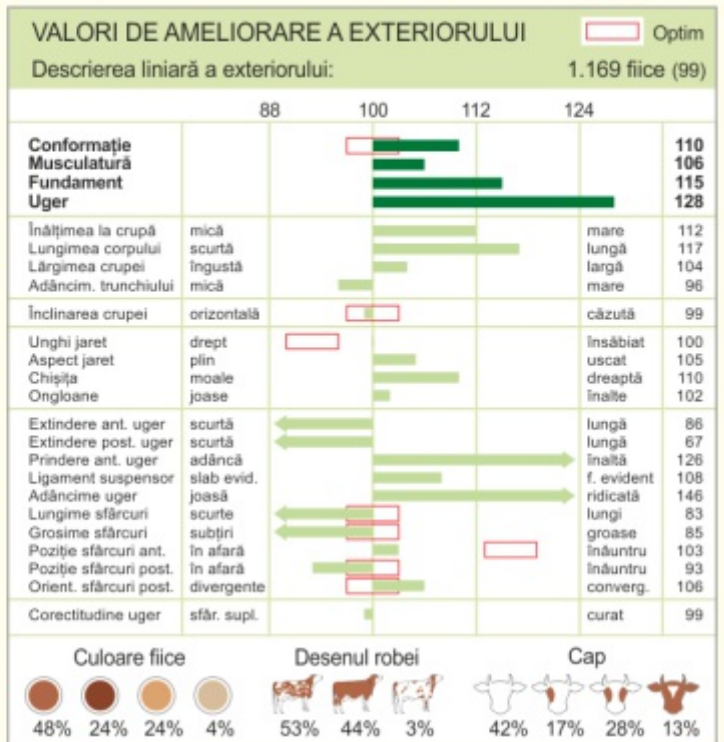 VALORI DE AMELIORARE A EXTERIORULUI Optim
Descrierea liniară a exteriorului: 1.169 fiice (99)
88 100 112 124
Conformație 110
Musculatură 106
Fundament 115
Uger 128
Înălțimea la crupă mică mare 112
Lungimea corpului scurtă lungă 117
Lărgimea crupei îngustă largă 104
Adâncim. trunchiului mică mare 96
Înclinarea crupei orizontală căzută 99
Unghi jaret drept însăbiat 100
Aspect jaret plin uscat 105
Chișița moale dreaptă 110
Ongloane joase înalte 102
Extindere ant. uger scurtă lungă 86
Extindere post. uger scurtă lungă 67
Prindere ant. uger adâncă înaltă 126
Ligament suspensor slab evid. f. evident 108
Adâncime uger joasă ridicată 146
Lungime sfârcuri scurte lungi 83
Grosime sfârcuri subțiri groase 85
Poziție sfârcuri ant. în afară înăuntru 103
Poziție sfârcuri post. în afară înăuntru 93
Orient. sfârcuri post. divergente converg. 106
Corectitudine uger sfâr. supl. curat 99
Culoare fiice Desenul robei Cap
48% 24% 24% 4% 53% 44% 3% 42% 17% 28% 13%